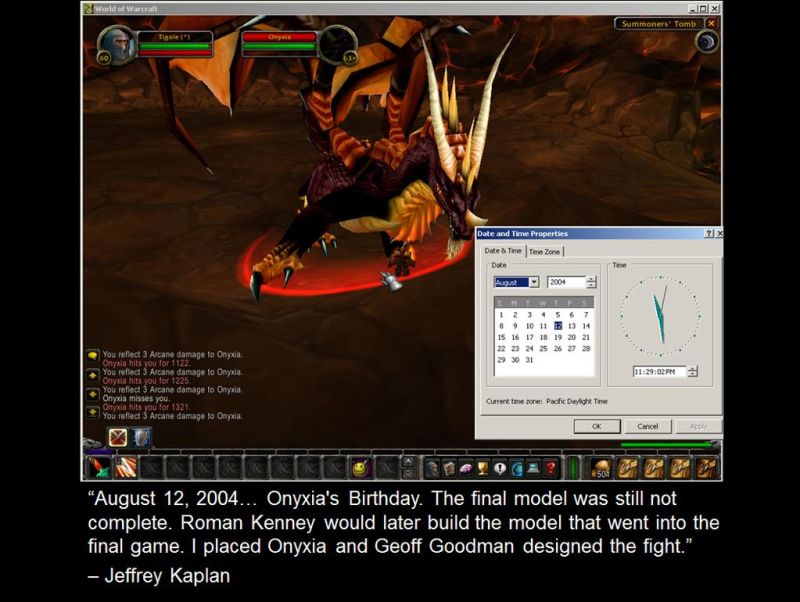 World of Warcraft
Tigole (*)
60
Onyxia
63+
Summoners' Tomb
Date and Time Properties
Date & Time
Time Zone
Date
August
2004
S M T W T F S
1 2 3 4 5 6 7
8 9 10 11 12 13 14
15 16 17 18 19 20 21
22 23 24 25 26 27 28
29 30 31
Time
11:29:02 PM
Current time zone: Pacific Daylight Time
OK
Cancel
Apply
You reflect 3 Arcane damage to Onyxia.
Onyxia hits you for 1122.
You reflect 3 Arcane damage to Onyxia.
Onyxia hits you for 1225.
You reflect 3 Arcane damage to Onyxia.
Onyxia misses you.
Onyxia hits you for 1321.
You reflect 3 Arcane damage to Onyxia.
“August 12, 2004… Onyxia's Birthday. The final model was still not
complete. Roman Kenney would later build the model that went into the
final game. I placed Onyxia and Geoff Goodman designed the fight.”
– Jeffrey Kaplan